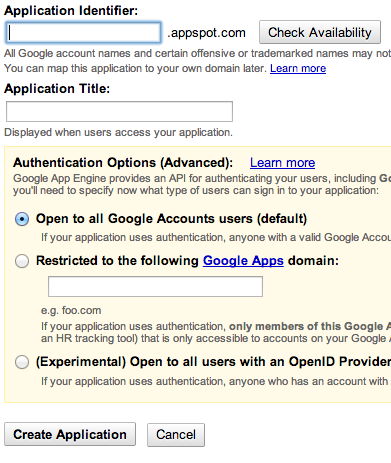 Application Identifier:
.appspot.com Check Availability
All Google account names and certain offensive or trademarked names may not
You can map this application to your own domain later. Learn more
Application Title:
Displayed when users access your application.
Authentication Options (Advanced): Learn more
Google App Engine provides an API for authenticating your users, including
you'll need to specify now what type of users can sign in to your application:
Open to all Google Accounts users (default)
If your application uses authentication, anyone with a valid Google
Restricted to the following Google Apps domain:
e.g. foo.com
If your application uses authentication, only members of this Google
an HR tracking tool) that is only accessible to accounts on your Google
(Experimental) Open to all users with an OpenID Provider
If your application uses authentication, anyone who has an account with
Create Application Cancel